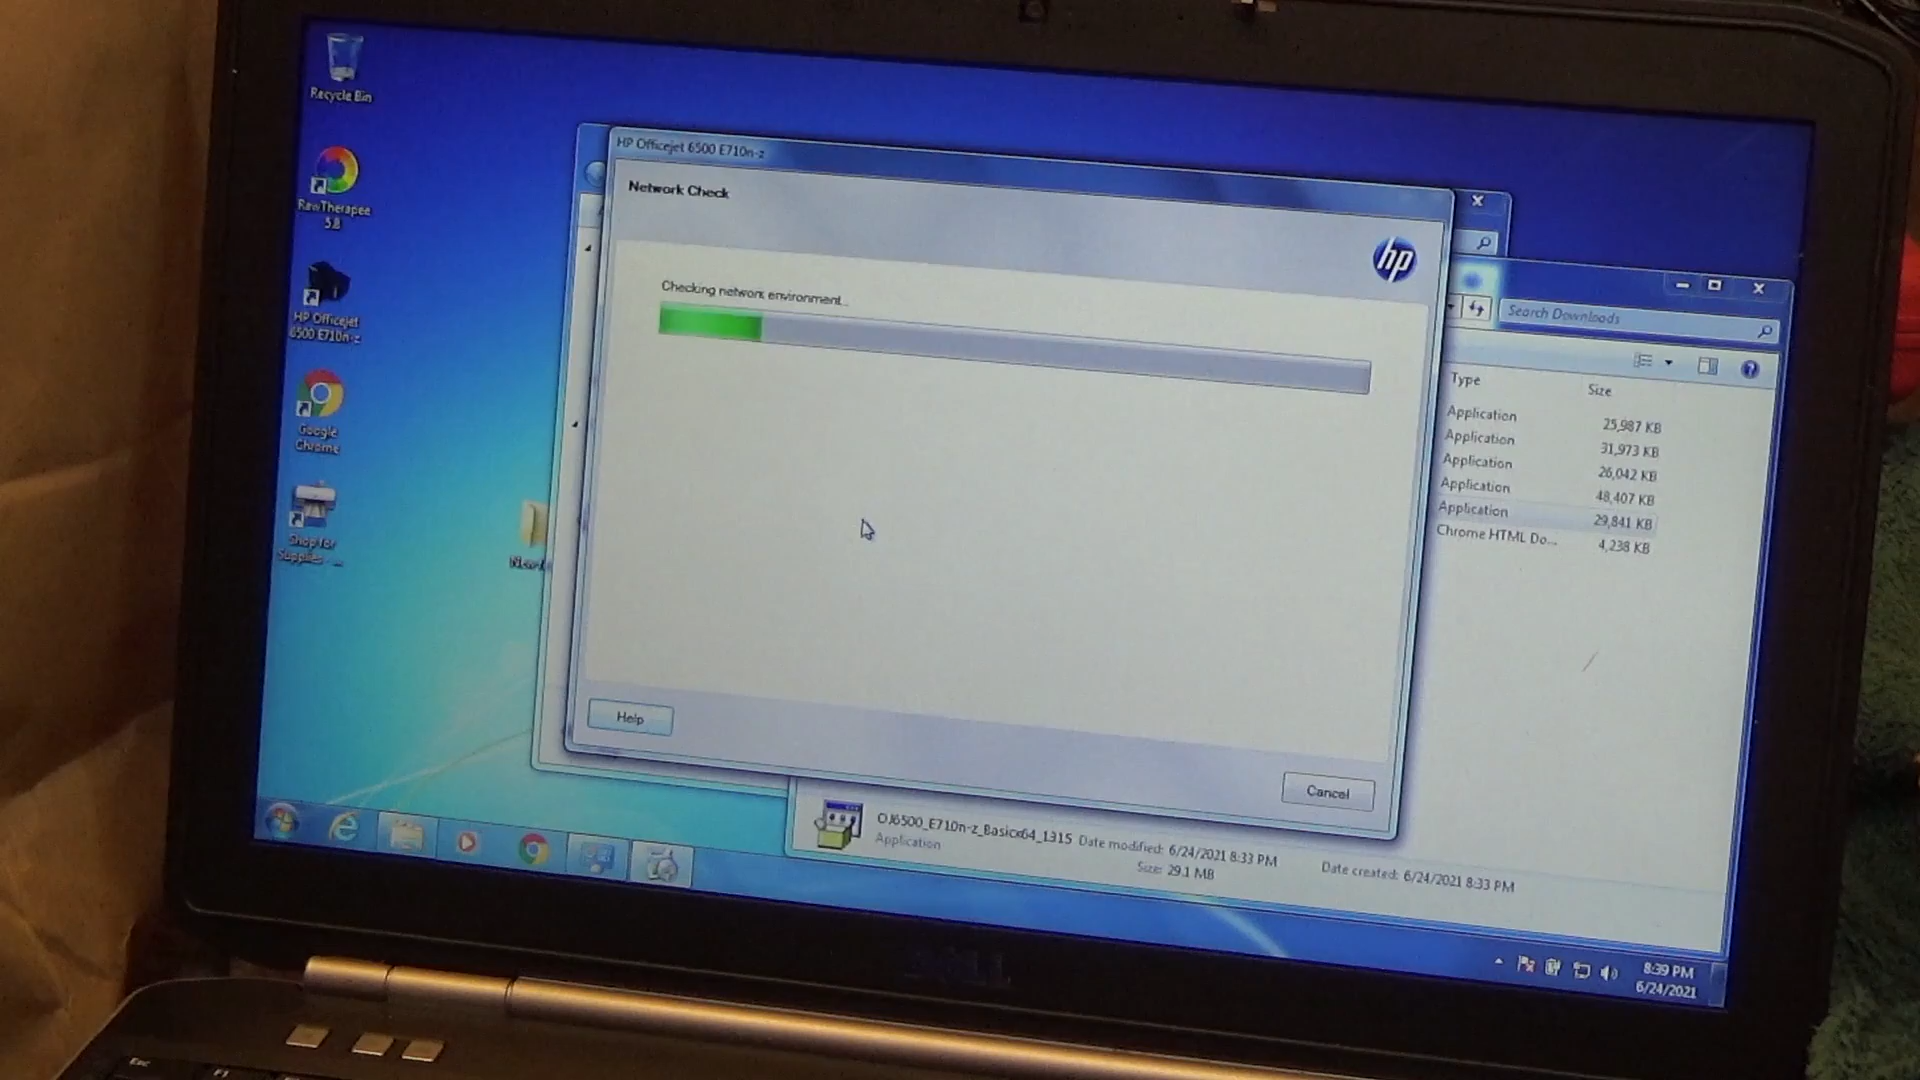 Recycle Bin
RawTherapee
5.8
HP Officejet
6500 E710n-z
Google
Chrome
Shop for
Supplies - ...
HP Officejet 6500 E710n-z
Network Check
hp
Checking network environment...
Help
Cancel
Search Downloads
Type Size
Application 25,987 KB
Application 31,973 KB
Application 26,042 KB
Application 48,407 KB
Application 29,841 KB
Chrome HTML Do... 4,238 KB
OJ6500_E710n-z_Basicx64_1315 Date modified: 6/24/2021 8:33 PM Date created: 6/24/2021 8:33 PM
Application Size: 29.1 MB
8:39 PM
6/24/2021
DELL
Esc
F1